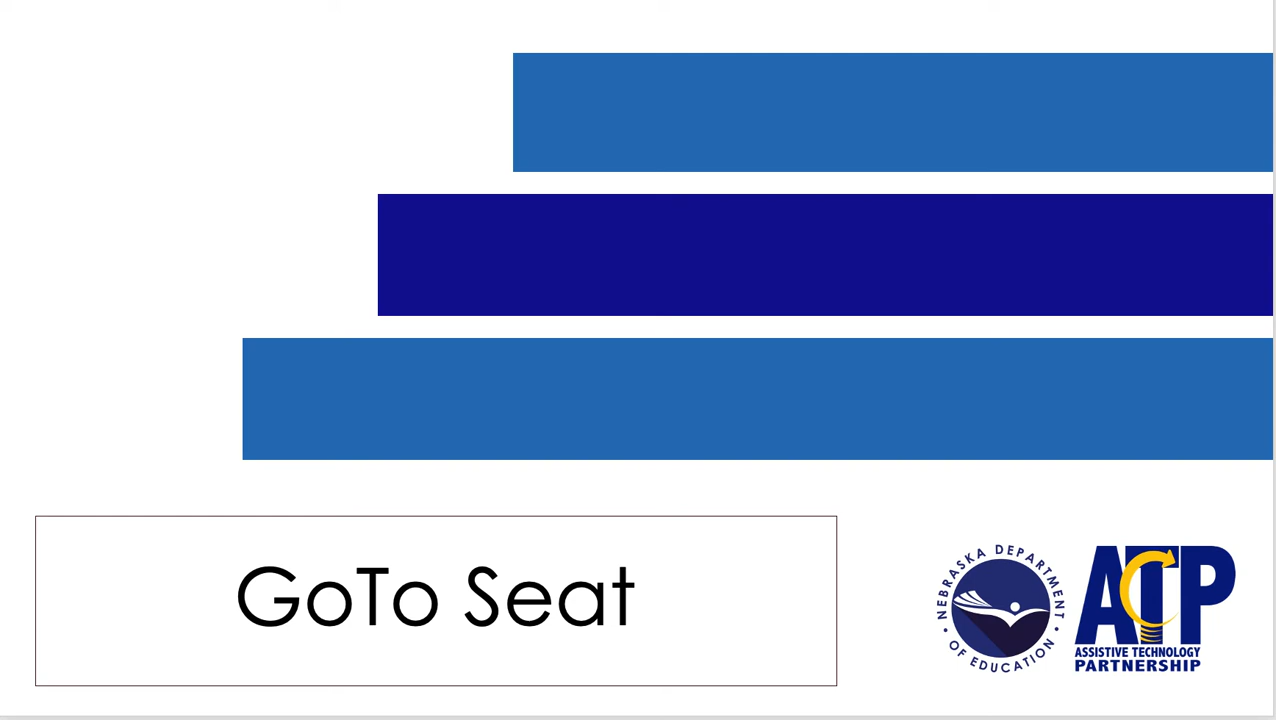 GoTo Seat
NEBRASKA DEPARTMENT
• OF EDUCATION •
ATP
ASSISTIVE TECHNOLOGY
PARTNERSHIP